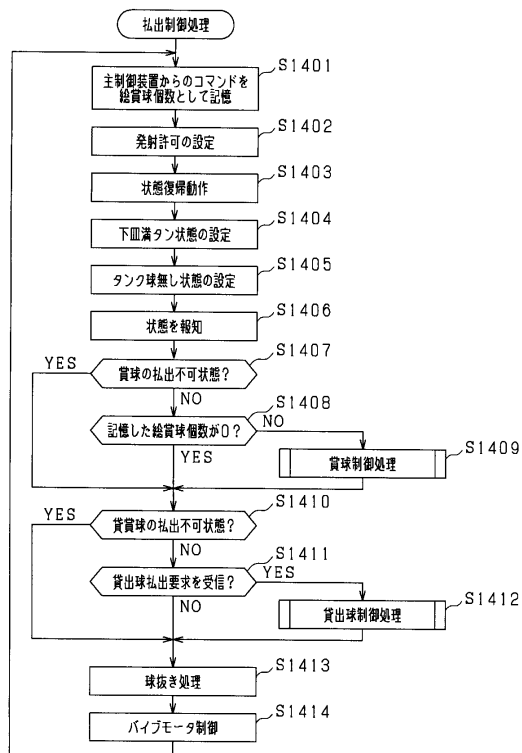 払出制御処理
主制御装置からのコマンドを
絵賞球個数として記憶
S1401
発射許可の設定
S1402
状態復帰動作
S1403
下皿満タン状態の設定
S1404
タンク球無し状態の設定
S1405
状態を報知
S1406
賞球の払出不可状態?
S1407
YES
NO
記憶した絵賞球個数が0?
S1408
NO
YES
賞球制御処理
S1409
貸賞球の払出不可状態?
S1410
YES
NO
貸出球払出要求を受信?
S1411
YES
NO
貸出球制御処理
S1412
球抜き処理
S1413
バイブモータ制御
S1414